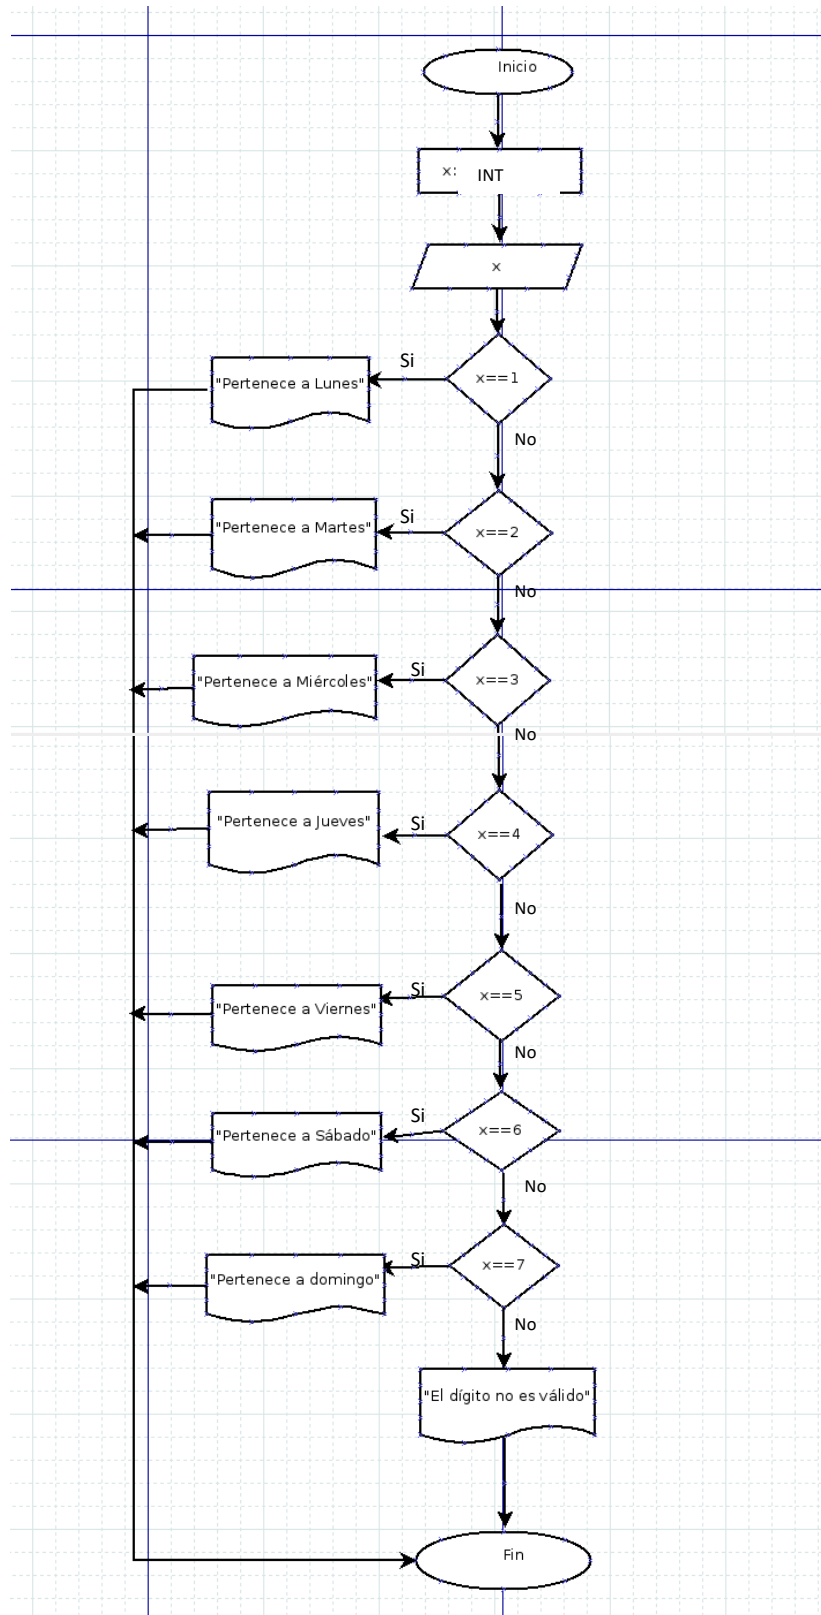 Inicio
x: INT
x
Si
"Pertenece a Lunes"
x==1
No
Si
"Pertenece a Martes"
x==2
No
Si
"Pertenece a Miércoles"
x==3
No
Si
"Pertenece a Jueves"
x==4
No
Si
"Pertenece a Viernes"
x==5
No
Si
"Pertenece a Sábado"
x==6
No
Si
"Pertenece a domingo"
x==7
No
"El dígito no es válido"
Fin